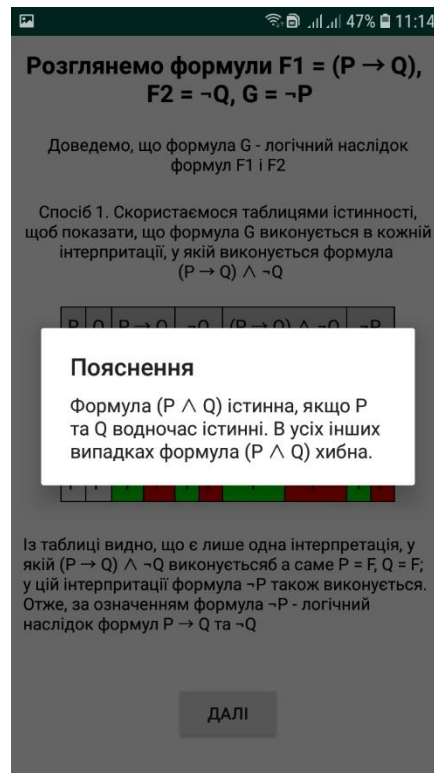 47% 11:14
Розглянемо формули F1 = (P → Q),
F2 = ¬Q, G = ¬P
Доведемо, що формула G - логічний наслідок
формул F1 і F2
Спосіб 1. Скористаємося таблицями істинності,
щоб показати, що формула G виконується в кожній
інтерпритації, у якій виконується формула
(P → Q) ∧ ¬Q
P Q P → Q ¬Q (P → Q) ∧ ¬Q ¬P
Пояснення
Формула (P ∧ Q) істинна, якщо P
та Q водночас істинні. В усіх інших
випадках формула (P ∧ Q) хибна.
Із таблиці видно, що є лише одна інтерпретація, у
якій (P → Q) ∧ ¬Q виконуєтьсяб а саме P = F, Q = F;
у цій інтерпритації формула ¬P також виконується.
Отже, за означенням формула ¬P - логічний
наслідок формул P → Q та ¬Q
ДАЛІ